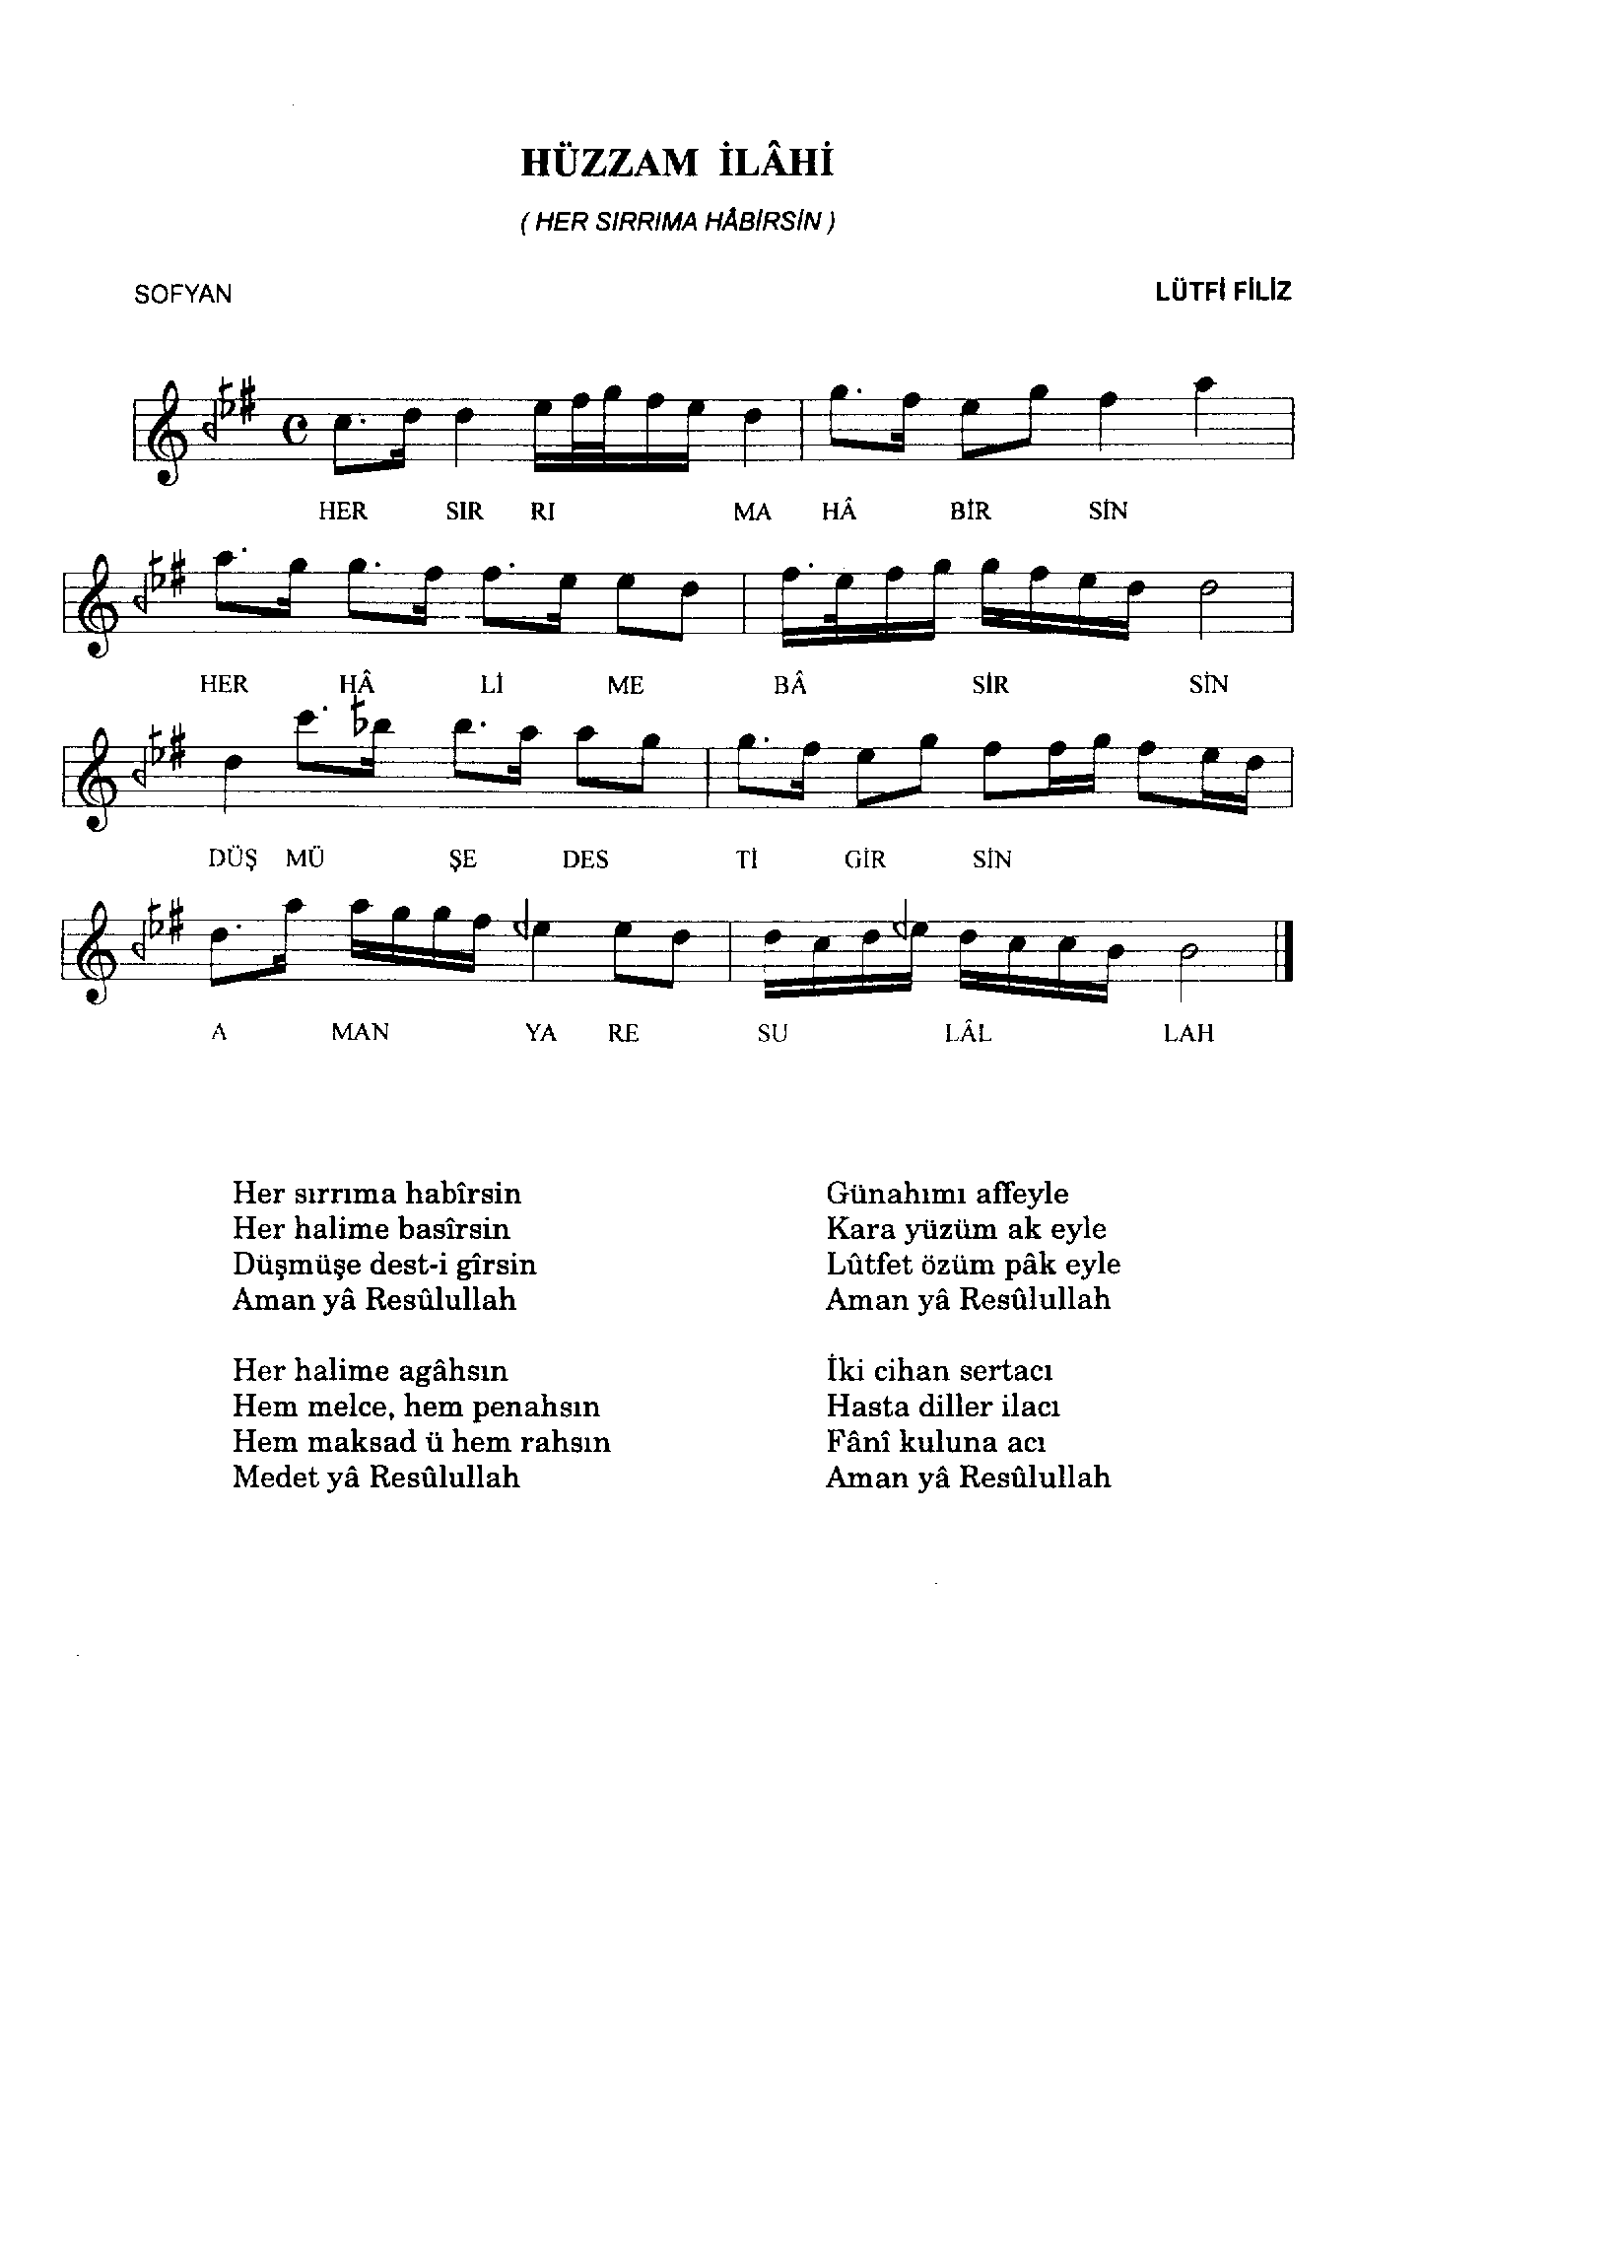 HÜZZAM İLÂHİ
( HER SIRRIMA HÂBİRSİN )
SOFYAN
LÜTFİ FİLİZ
HER SIR RI MA HÂ BİR SİN
HER HÂ Lİ ME BÂ SİR SİN
DÜŞ MÜ ŞE DES Tİ GİR SİN
A MAN YA RE SU LÂL LAH
Her sırrıma habîrsin
Her halime basîrsin
Düşmüşe dest-i gîrsin
Aman yâ Resûlullah
Her halime agâhsın
Hem melce, hem penahsın
Hem maksad ü hem rahsın
Medet yâ Resûlullah
Günahımı affeyle
Kara yüzüm ak eyle
Lûtfet özüm pâk eyle
Aman yâ Resûlullah
İki cihan sertacı
Hasta diller ilacı
Fânî kuluna acı
Aman yâ Resûlullah